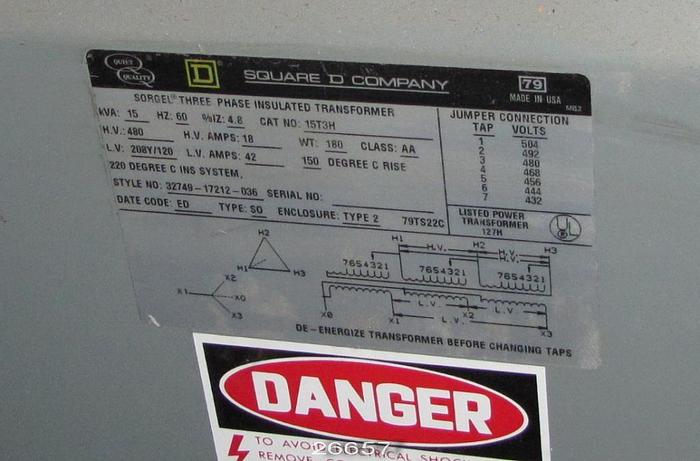 QUIET QUALITY
D SQUARE D COMPANY
79
MADE IN USA
MB2
SORGEL® THREE PHASE INSULATED TRANSFORMER
KVA: 15 HZ: 60 %IZ: 4.8 CAT NO: 15T3H
H.V.: 480 H.V. AMPS: 18 WT: 180 CLASS: AA
L.V: 208Y/120 L.V. AMPS: 42 150 DEGREE C RISE
220 DEGREE C INS SYSTEM,
STYLE NO: 32749-17212-036 SERIAL NO:
DATE CODE: ED TYPE: SO ENCLOSURE: TYPE 2 79TS22C
JUMPER CONNECTION
TAP VOLTS
1 504
2 492
3 480
4 468
5 456
6 444
7 432
LISTED POWER
TRANSFORMER
127H
UL
H2
H1 H3
X2
X1 X0
X3
H1 H.V. H2 H.V. H3
H.V.
7654321 7654321 7654321
L.V. L.V.
X0 X1 L.V. X2 X3
DE-ENERGIZE TRANSFORMER BEFORE CHANGING TAPS
DANGER
TO AVOID ELECTRICAL SHOCK
REMOVE
26657